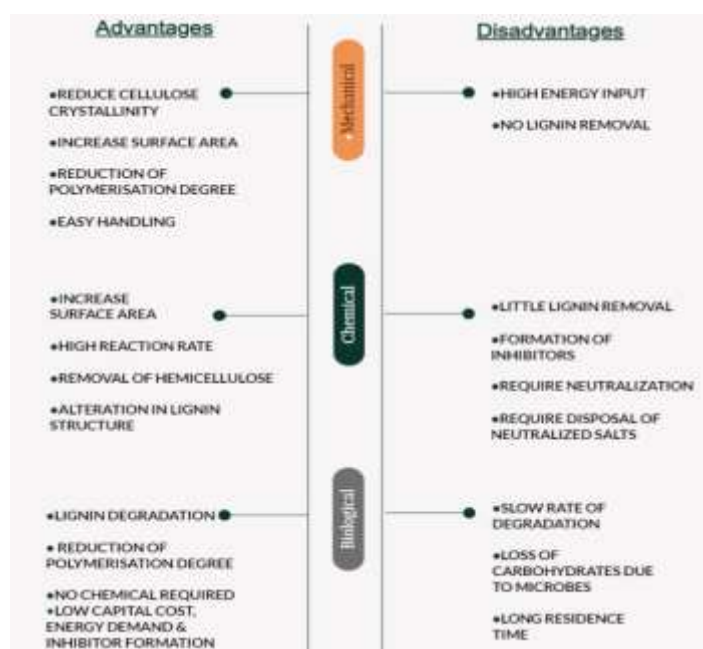 Advantages
Disadvantages
•Mechanical
•REDUCE CELLULOSE
CRYSTALLINITY
•INCREASE SURFACE AREA
•REDUCTION OF
POLYMERISATION DEGREE
•EASY HANDLING
•HIGH ENERGY INPUT
•NO LIGNIN REMOVAL
Chemical
•INCREASE
SURFACE AREA
•HIGH REACTION RATE
•REMOVAL OF HEMICELLULOSE
•ALTERATION IN LIGNIN
STRUCTURE
•LITTLE LIGNIN REMOVAL
•FORMATION OF
INHIBITORS
•REQUIRE NEUTRALIZATION
•REQUIRE DISPOSAL OF
NEUTRALIZED SALTS
Biological
•LIGNIN DEGRADATION
• REDUCTION OF
POLYMERISATION DEGREE
•NO CHEMICAL REQUIRED
•LOW CAPITAL COST,
ENERGY DEMAND &
INHIBITOR FORMATION
•SLOW RATE OF
DEGRADATION
•LOSS OF
CARBOHYDRATES DUE
TO MICROBES
•LONG RESIDENCE
TIME